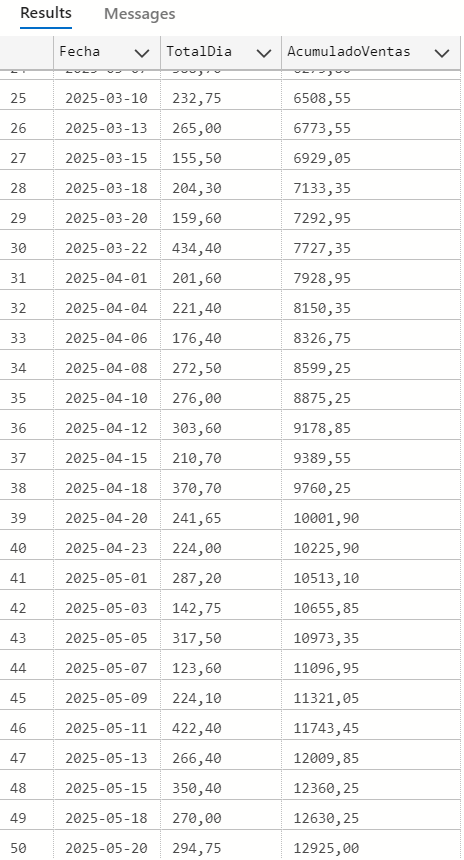 Results Messages
Fecha TotalDia AcumuladoVentas
25 2025-03-10 232,75 6508,55
26 2025-03-13 265,00 6773,55
27 2025-03-15 155,50 6929,05
28 2025-03-18 204,30 7133,35
29 2025-03-20 159,60 7292,95
30 2025-03-22 434,40 7727,35
31 2025-04-01 201,60 7928,95
32 2025-04-04 221,40 8150,35
33 2025-04-06 176,40 8326,75
34 2025-04-08 272,50 8599,25
35 2025-04-10 276,00 8875,25
36 2025-04-12 303,60 9178,85
37 2025-04-15 210,70 9389,55
38 2025-04-18 370,70 9760,25
39 2025-04-20 241,65 10001,90
40 2025-04-23 224,00 10225,90
41 2025-05-01 287,20 10513,10
42 2025-05-03 142,75 10655,85
43 2025-05-05 317,50 10973,35
44 2025-05-07 123,60 11096,95
45 2025-05-09 224,10 11321,05
46 2025-05-11 422,40 11743,45
47 2025-05-13 266,40 12009,85
48 2025-05-15 350,40 12360,25
49 2025-05-18 270,00 12630,25
50 2025-05-20 294,75 12925,00